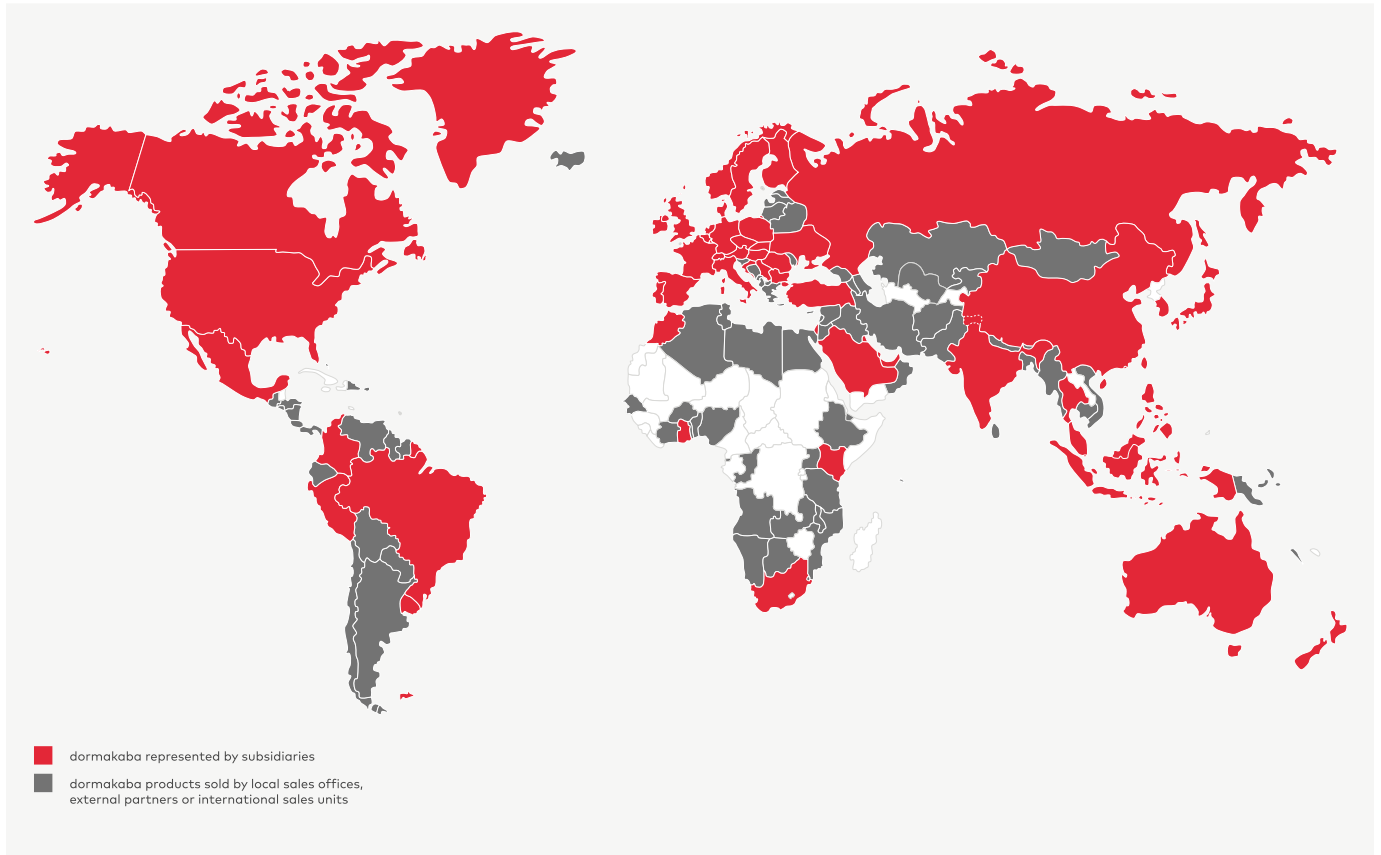 dormakaba represented by subsidiaries
dormakaba products sold by local sales offices,
external partners or international sales units